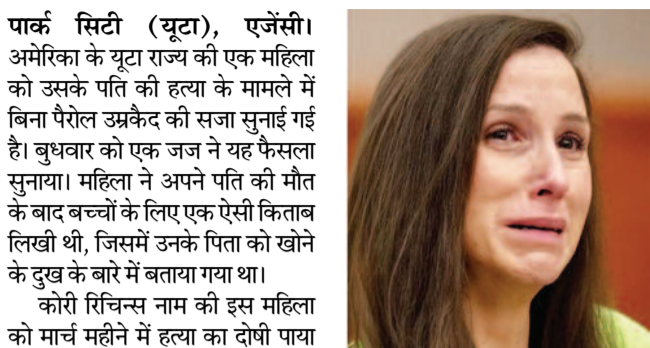 पार्क सिटी (यूटा), एजेंसी।
अमेरिका के यूटा राज्य की एक महिला
को उसके पति की हत्या के मामले में
बिना पैरोल उम्रकैद की सजा सुनाई गई
है। बुधवार को एक जज ने यह फैसला
सुनाया। महिला ने अपने पति की मौत
के बाद बच्चों के लिए एक ऐसी किताब
लिखी थी, जिसमें उनके पिता को खोने
के दुख के बारे में बताया गया था।
कोरी रिचिन्स नाम की इस महिला
को मार्च महीने में हत्या का दोषी पाया